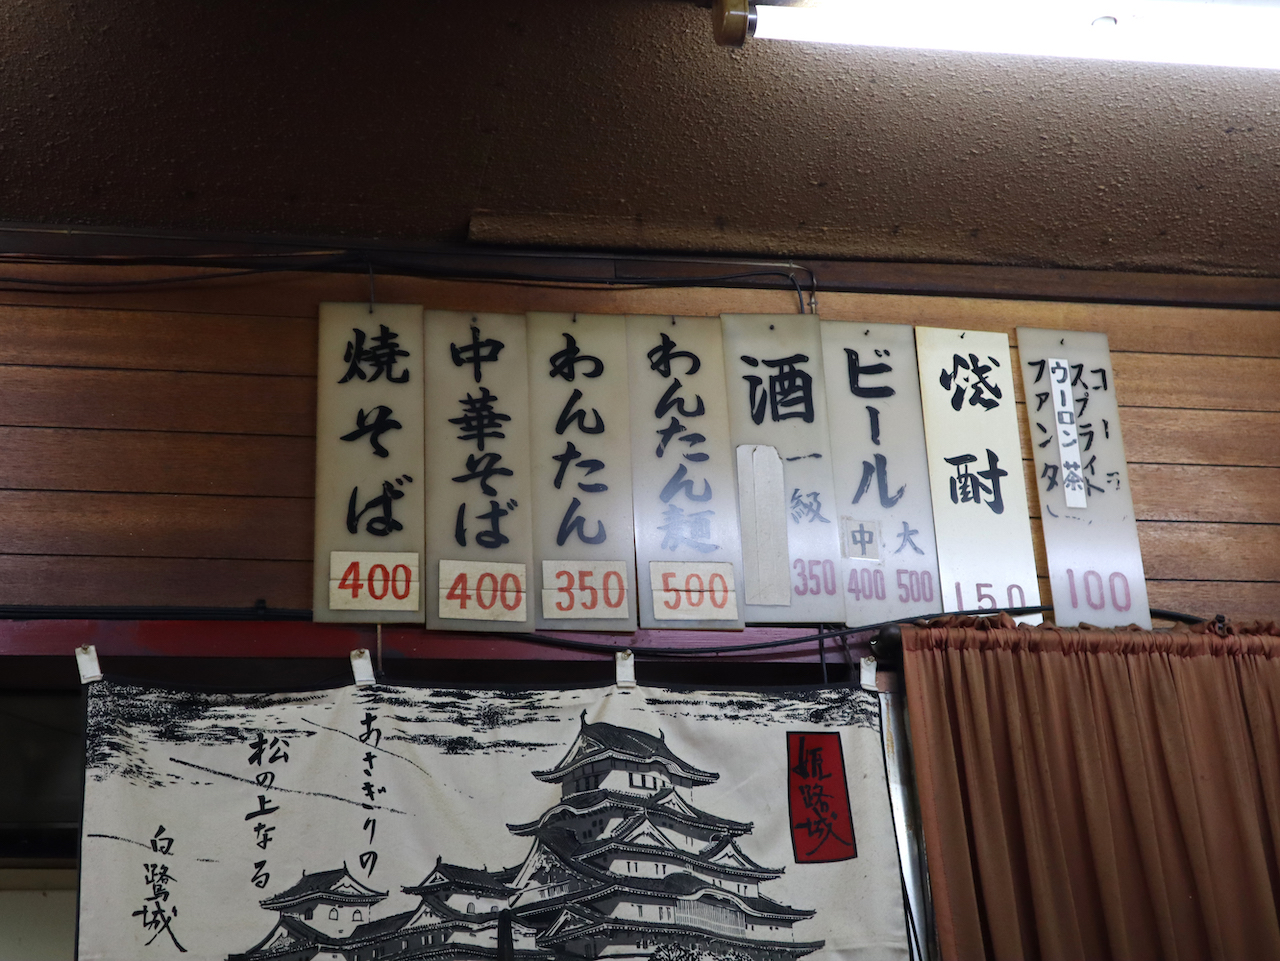 焼そば
400
中華そば
400
わんたん
350
わんたん麺
500
酒
一級
350
ビール
大
500
中
400
焼酎
150
コーラ
スプライト
ウーロン茶
ファンタ
100
姫路城
あさぎりの
松の上なる
白鷺城